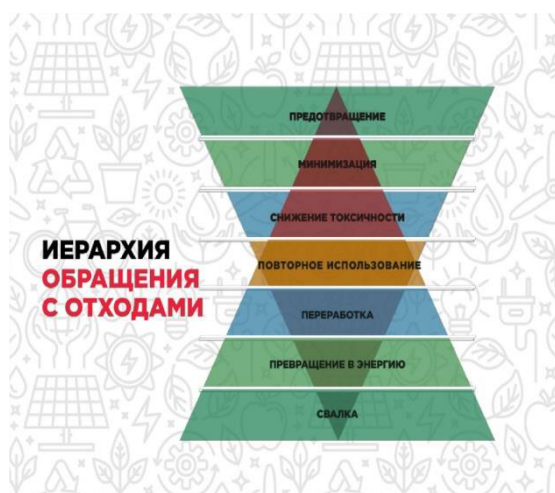 ПРЕДОТВРАЩЕНИЕ
МИНИМИЗАЦИЯ
СНИЖЕНИЕ ТОКСИЧНОСТИ
ИЕРАРХИЯ
ОБРАЩЕНИЯ
С ОТХОДАМИ
ПОВТОРНОЕ ИСПОЛЬЗОВАНИЕ
ПЕРЕРАБОТКА
ПРЕВРАЩЕНИЕ В ЭНЕРГИЮ
СВАЛКА